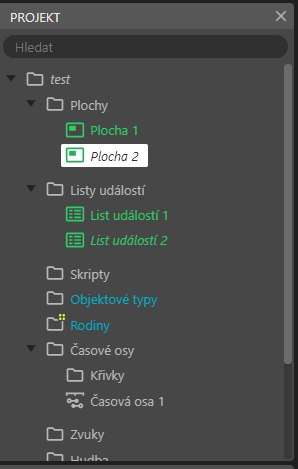 PROJEKT
Hledat
test
Plochy
Plocha 1
Plocha 2
Listy událostí
List událostí 1
List událostí 2
Skripty
Objektové typy
Rodiny
Časové osy
Křivky
Časová osa 1
Zvuky
Hudba